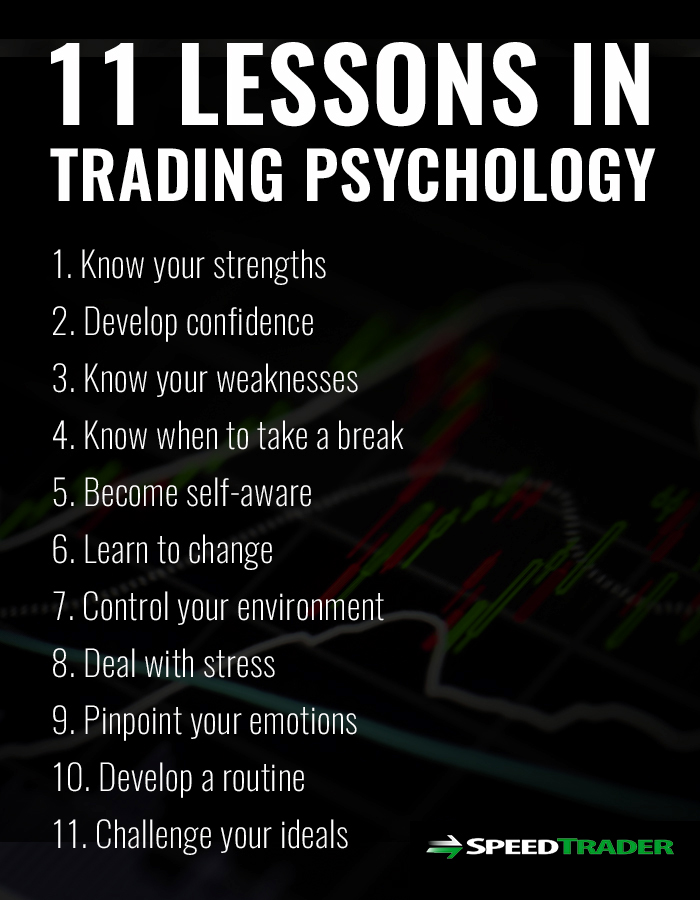 11 LESSONS IN
TRADING PSYCHOLOGY
1. Know your strengths
2. Develop confidence
3. Know your weaknesses
4. Know when to take a break
5. Become self-aware
6. Learn to change
7. Control your environment
8. Deal with stress
9. Pinpoint your emotions
10. Develop a routine
11. Challenge your ideals
SPEEDTRADER